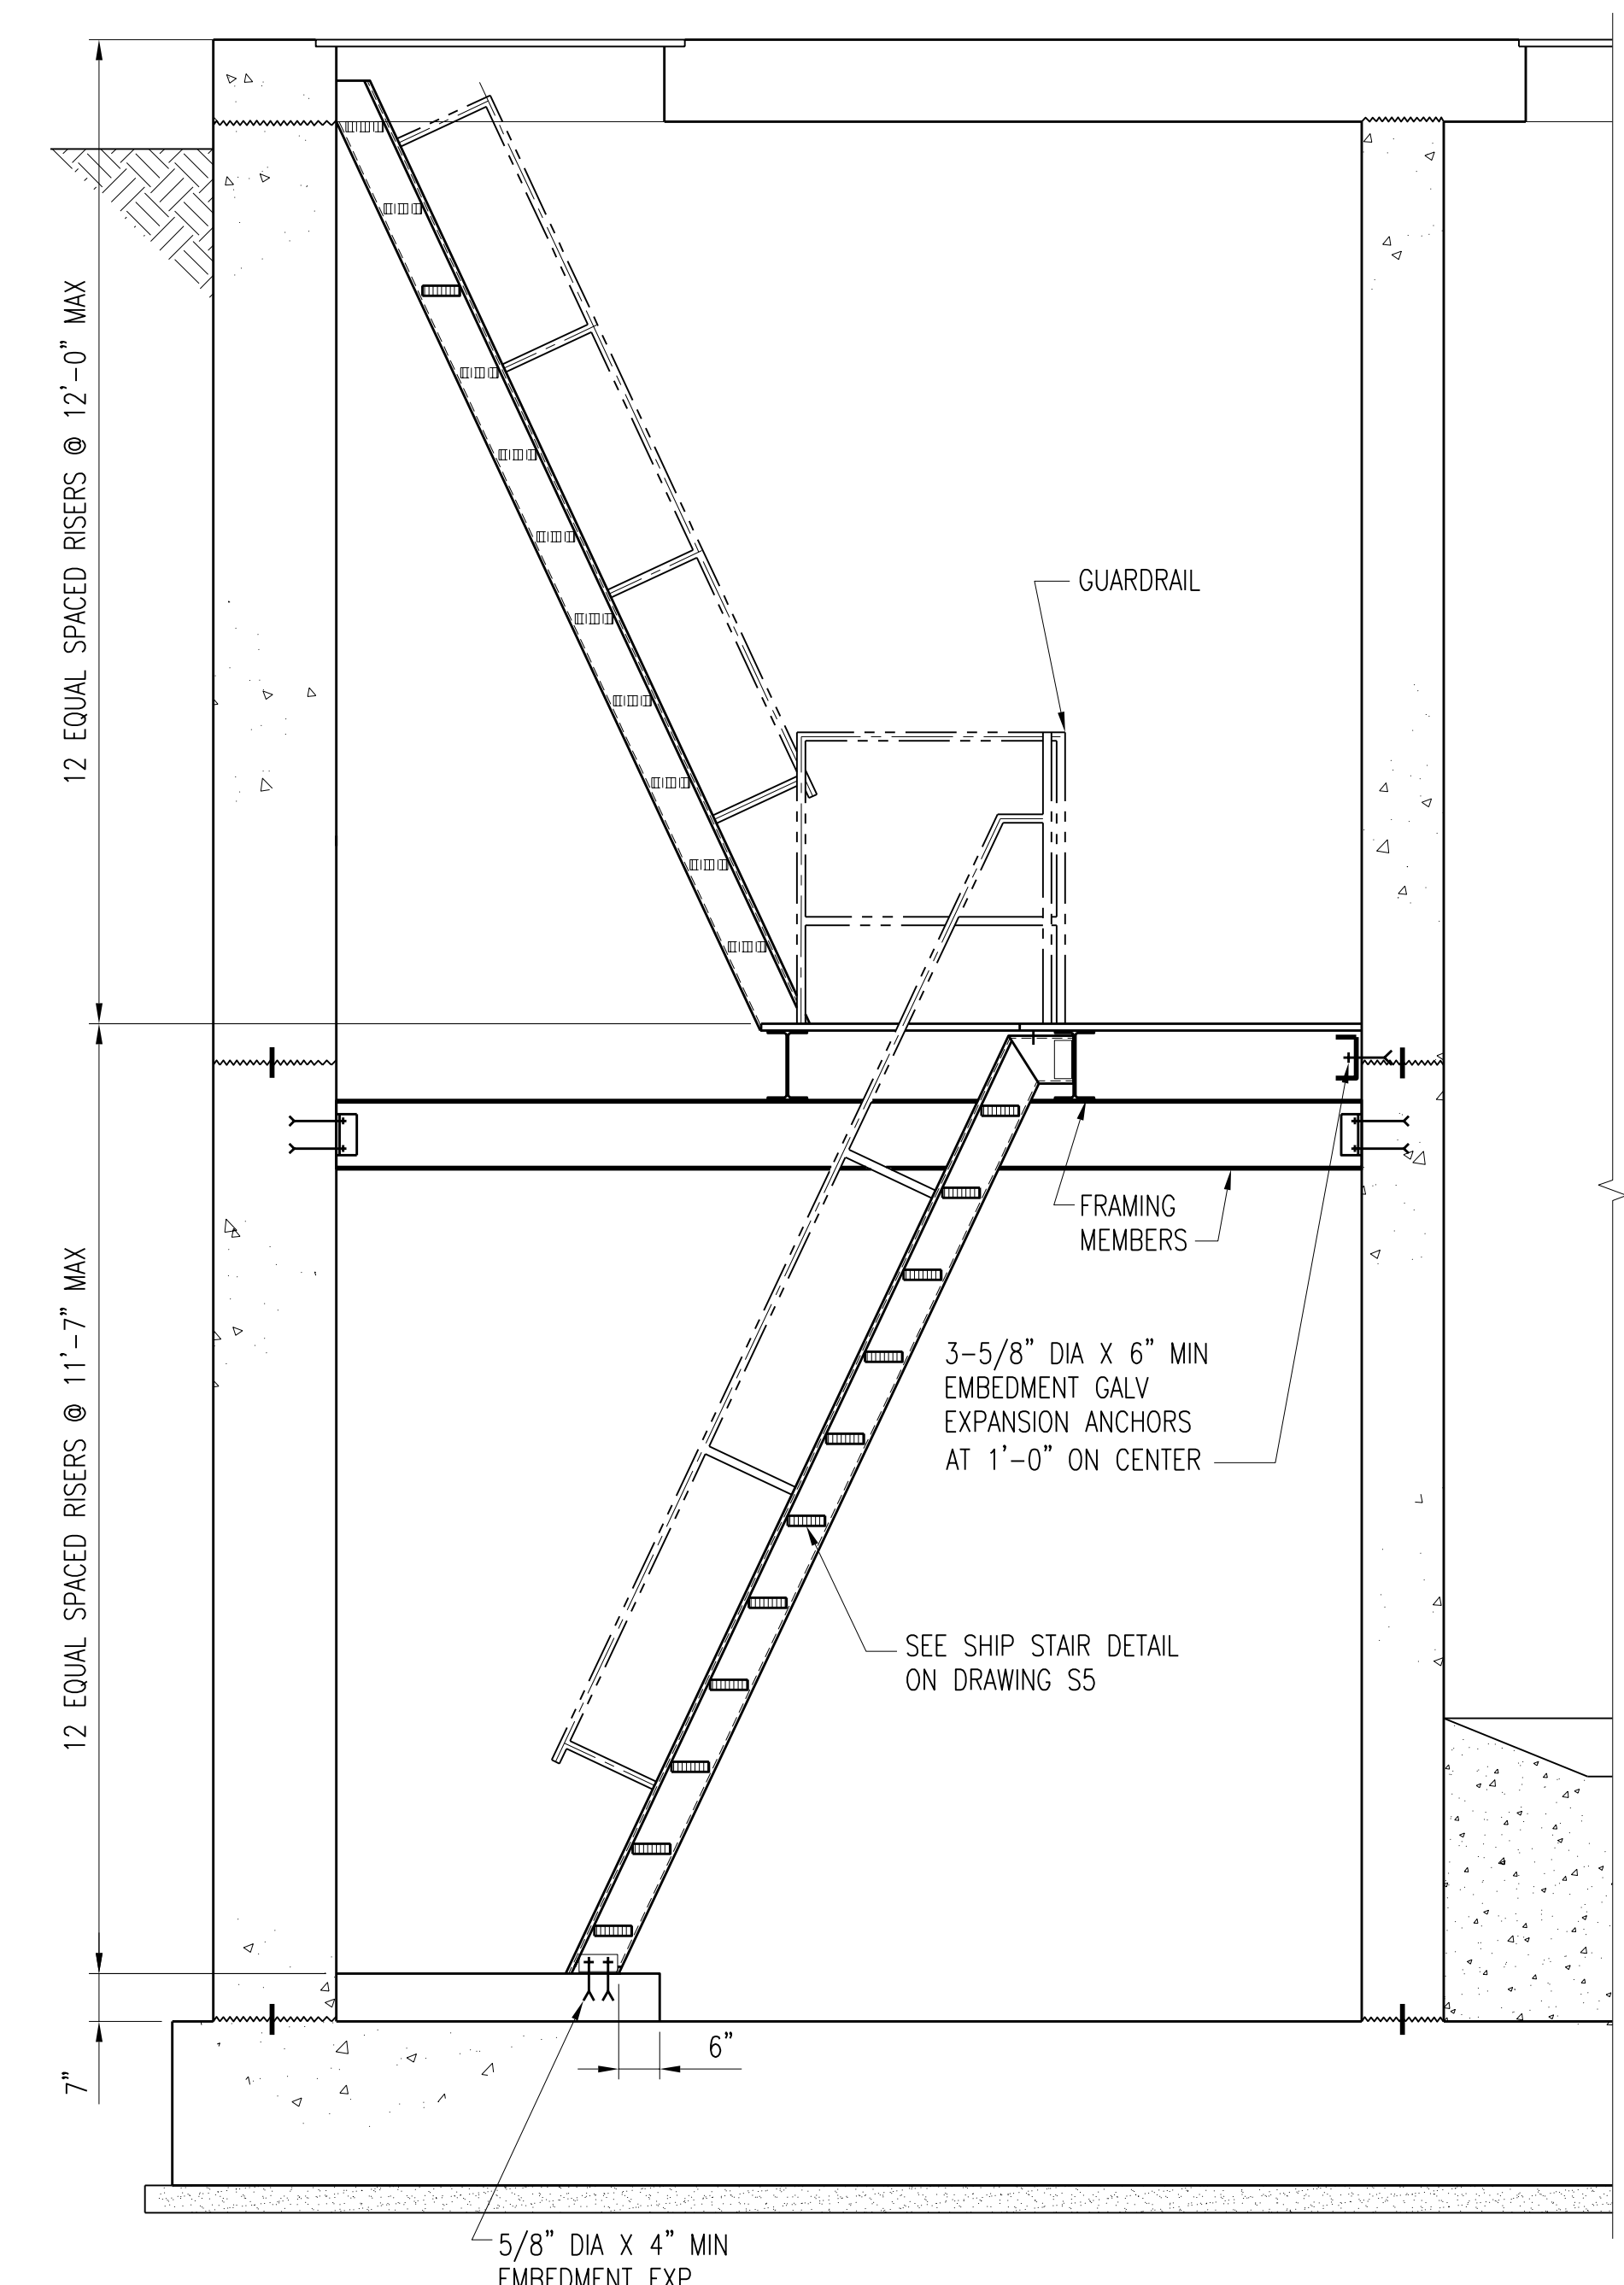 12 EQUAL SPACED RISERS @ 12'-0" MAX
GUARDRAIL
FRAMING
MEMBERS
12 EQUAL SPACED RISERS @ 11'-7" MAX
3-5/8" DIA X 6" MIN
EMBEDMENT GALV
EXPANSION ANCHORS
AT 1'-0" ON CENTER
SEE SHIP STAIR DETAIL
ON DRAWING S5
6"
7"
5/8" DIA X 4" MIN
EMBEDMENT EXP